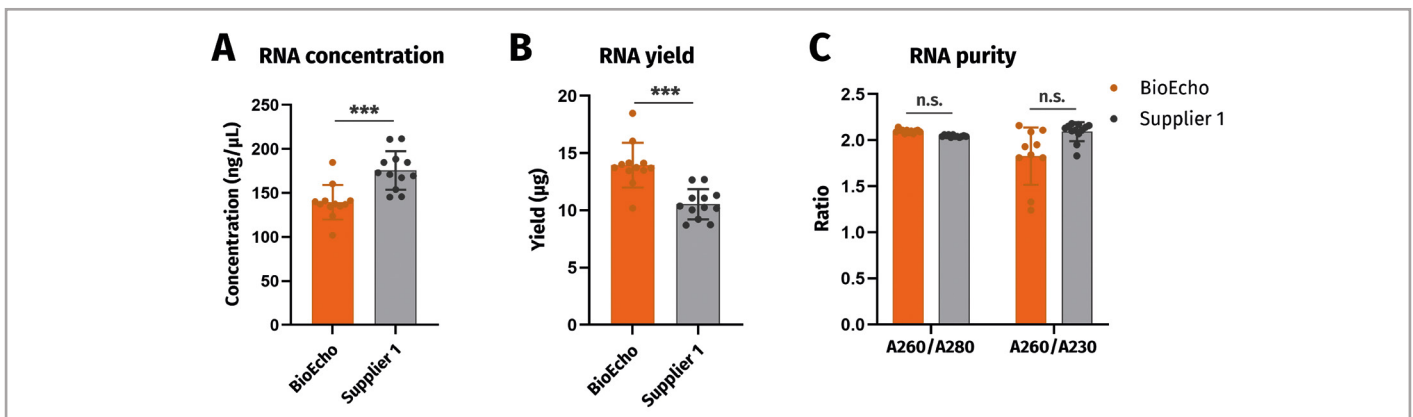 A RNA concentration
Concentration (ng/µL)
250
200
150
100
50
0
***
BioEcho
Supplier 1
B RNA yield
Yield (µg)
20
15
10
5
0
***
BioEcho
Supplier 1
C RNA purity
Ratio
2.5
2.0
1.5
1.0
0.5
0.0
n.s.
n.s.
A260/A280
A260/A230
BioEcho
Supplier 1